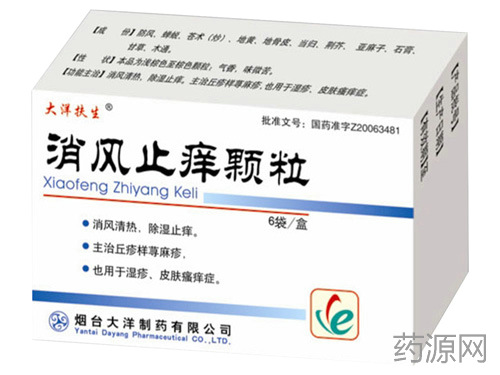 [成　份] 防风、蝉蜕、苍术（炒）、地黄、地骨皮、当归、荆芥、亚麻子、石膏、
甘草、木通。
[性　状] 本品为浅棕色至棕色颗粒；气香，味微苦。
[功能主治] 消风清热，除湿止痒。主治丘疹样荨麻疹，也用于湿疹、皮肤瘙痒症。
大洋扶生®
批准文号：国药准字Z20063481
消风止痒颗粒
Xiaofeng Zhiyang Keli
6袋/盒
消风清热、除湿止痒。
主治丘疹样荨麻疹，
也用于湿疹、皮肤瘙痒症。
烟台大洋制药有限公司
Yantai Dayang Pharmaceutical CO.,LTD.
药源网